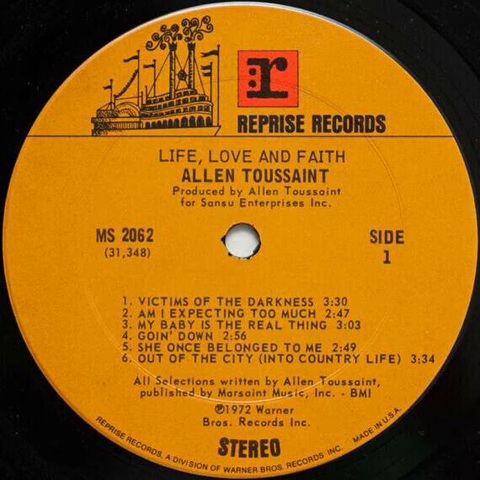 r
REPRISE RECORDS
LIFE, LOVE AND FAITH
ALLEN TOUSSAINT
Produced by Allen Toussaint
for Sansu Enterprises Inc.
MS 2062
(31,348)
SIDE
1
1. VICTIMS OF THE DARKNESS 3:30
2. AM I EXPECTING TOO MUCH 2:47
3. MY BABY IS THE REAL THING 3:03
4. GOIN' DOWN 2:56
5. SHE ONCE BELONGED TO ME 2:49
6. OUT OF THE CITY (INTO COUNTRY LIFE) 3:34
All Selections written by Allen Toussaint,
published by Marsaint Music, Inc. - BMI
℗1972 Warner
Bros. Records Inc.
STEREO
REPRISE RECORDS, A DIVISION OF WARNER BROS. RECORDS INC. MADE IN U.S.A.